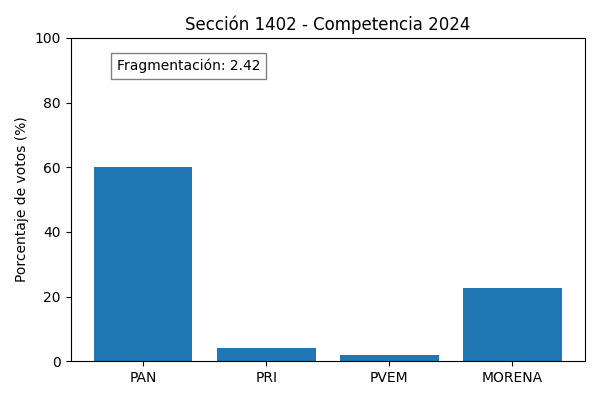 Sección 1402 - Competencia 2024
Fragmentación: 2.42
Porcentaje de votos (%)
100
80
60
40
20
0
PAN PRI PVEM MORENA